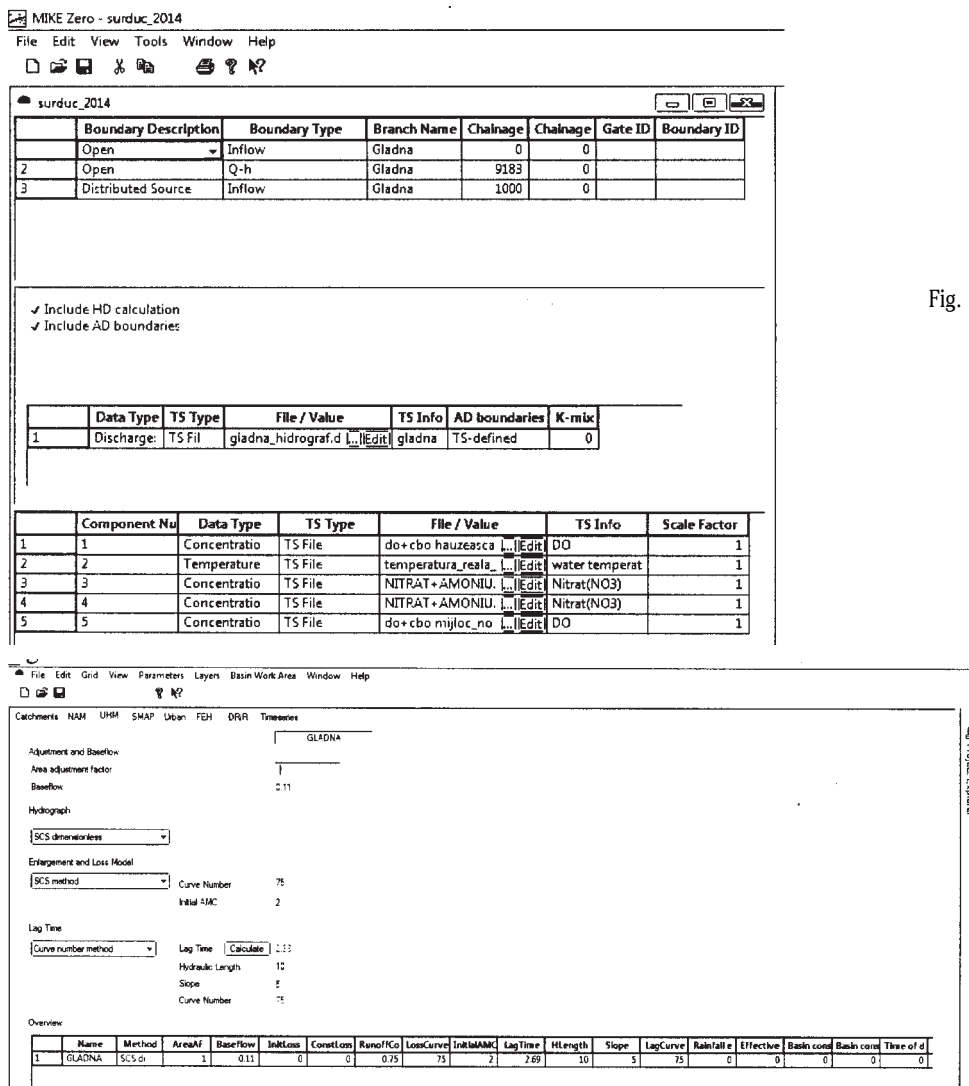 MIKE Zero - surduc_2014
File Edit View Tools Window Help
surduc_2014
Boundary Description Boundary Type Branch Name Chainage Chainage Gate ID Boundary ID
Open Inflow Gladna 0 0
2 Open Q-h Gladna 9183 0
3 Distributed Source Inflow Gladna 1000 0
Fig.
Include HD calculation
Include AD boundaries
Data Type TS Type File / Value TS Info AD boundaries K-mix
1 Discharge: TS Fil gladna_hidrograf.d ... Edit gladna TS-defined 0
Component Nu Data Type TS Type File / Value TS Info Scale Factor
1 1 Concentratio TS File do+cbo hauzeasca ... Edit DO 1
2 2 Temperature TS File temperatura_reala_ ... Edit water temperat 1
3 3 Concentratio TS File NITRAT+AMONIU. ... Edit Nitrat(NO3) 1
4 4 Concentratio TS File NITRAT+AMONIU. ... Edit Nitrat(NO3) 1
5 5 Concentratio TS File do+cbo mijloc_no ... Edit DO 1
File Edit Grid View Parameters Layers Basin Work Area Window Help
Catchments NAM UHM SMAP Urban FEH DRiR Timeseries
GLADNA
Adjustment and Baseflow
Area adjustment factor
Baseflow 0.11
Hydrograph
SCS dimensionless
Enlargement and Loss Model
SCS method Curve Number 75
Initial AMC 2
Lag Time
Curve number method Lag Time Calculate
Hydraulic Length 10
Slope 5
Curve Number 75
Overview
Name Method AreaAf Baseflow InitLoss ConstLoss RunoffCo LossCurve InitialAMC LagTime HLength Slope LagCurve Rainfall e Effective Basin cons Basin cons Time of d
1 GLADNA SCS di 1 0.11 0 0 0.75 75 2 2.69 10 5 75 0 0 0 0 0